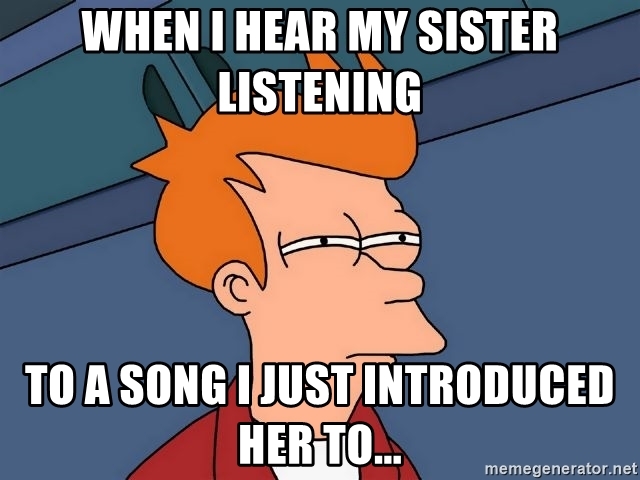 WHEN I HEAR MY SISTER
LISTENING
TO A SONG I JUST INTRODUCED
HER TO...
memegenerator.net